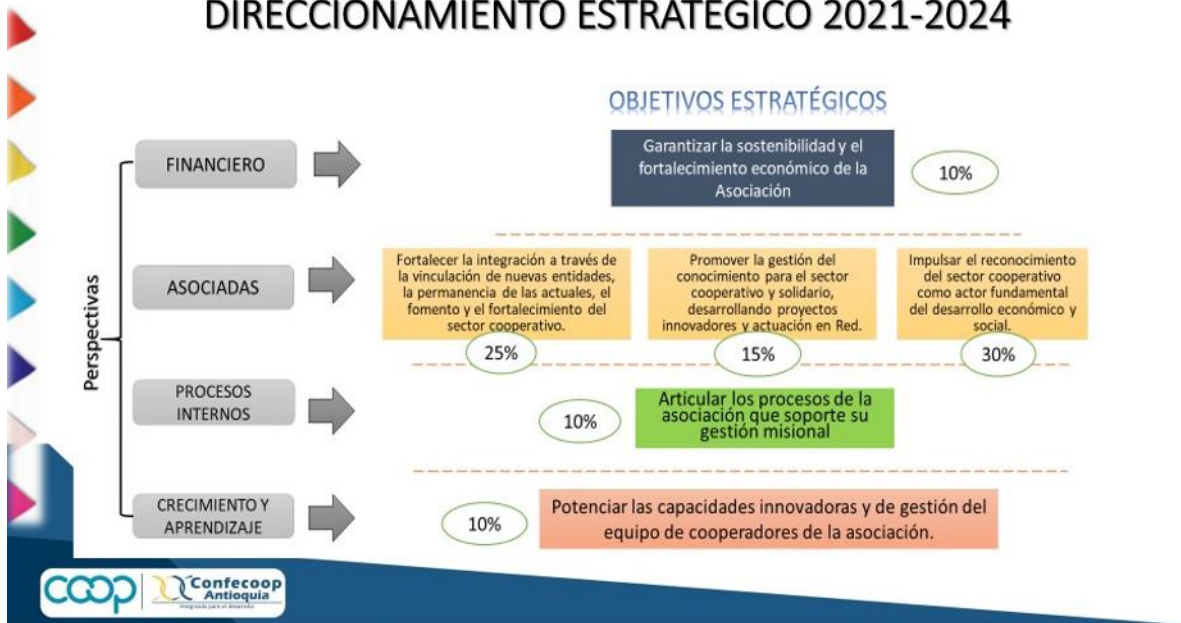 DIRECCIONAMIENTO ESTRATÉGICO 2021-2024
OBJETIVOS ESTRATÉGICOS
Perspectivas
FINANCIERO
Garantizar la sostenibilidad y el
fortalecimiento económico de la
Asociación
10%
ASOCIADAS
Fortalecer la integración a través de
la vinculación de nuevas entidades,
la permanencia de las actuales, el
fomento y el fortalecimiento del
sector cooperativo.
25%
Promover la gestión del
conocimiento para el sector
cooperativo y solidario,
desarrollando proyectos
innovadores y actuación en Red.
15%
Impulsar el reconocimiento
del sector cooperativo
como actor fundamental
del desarrollo económico y
social.
30%
PROCESOS
INTERNOS
10%
Articular los procesos de la
asociación que soporte su
gestión misional
CRECIMIENTO Y
APRENDIZAJE
10%
Potenciar las capacidades innovadoras y de gestión del
equipo de cooperadores de la asociación.
coop
Confecoop
Antioquia
Integrando para el desarrollo